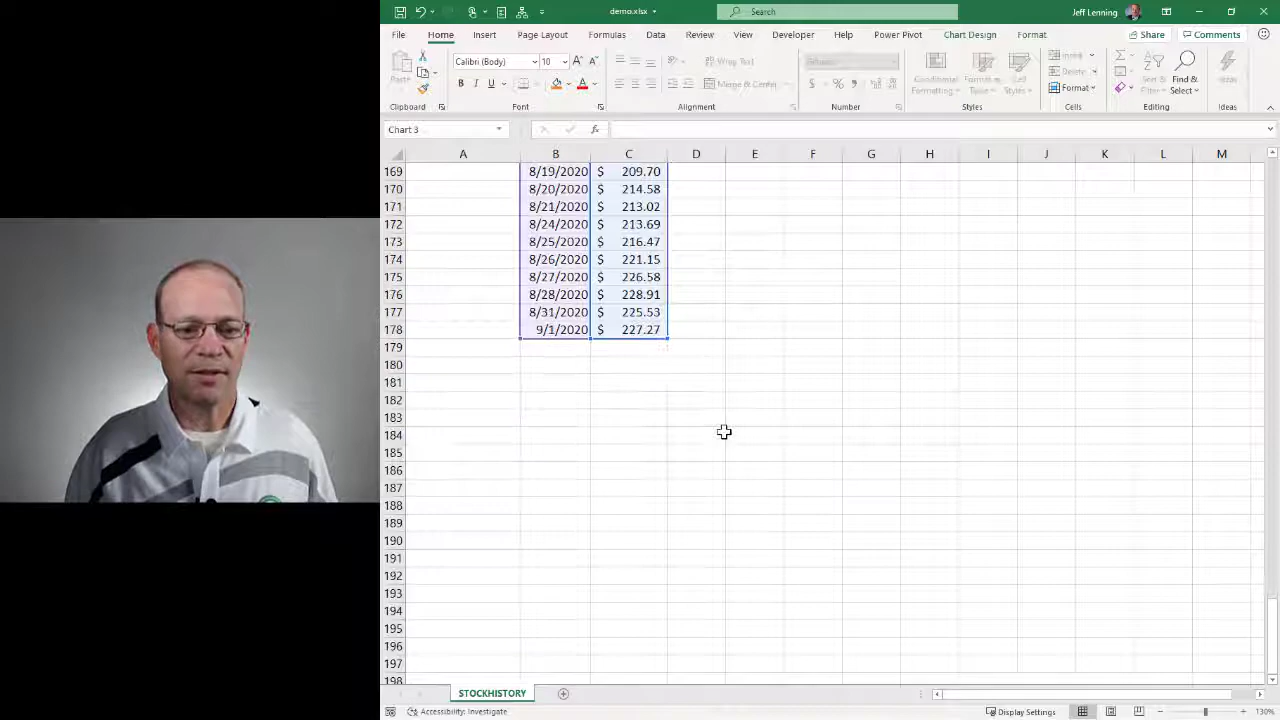 demo.xlsx
Search
Jeff Lenning
File Home Insert Page Layout Formulas Data Review View Developer Help Power Pivot Chart Design Format
Share Comments
Paste
Clipboard
Calibri (Body) 10
B I U
Font
Wrap Text
Merge & Center
Alignment
$ % 9
Number
Conditional Formatting
Format as Table
Cell Styles
Styles
Insert
Delete
Format
Cells
Sort & Filter
Find & Select
Editing
Ideas
Ideas
Chart 3
fx
A B C D E F G H I J K L M
169 8/19/2020 $ 209.70
170 8/20/2020 $ 214.58
171 8/21/2020 $ 213.02
172 8/24/2020 $ 213.69
173 8/25/2020 $ 216.47
174 8/26/2020 $ 221.15
175 8/27/2020 $ 226.58
176 8/28/2020 $ 228.91
177 8/31/2020 $ 225.53
178 9/1/2020 $ 227.27
179
180
181
182
183
184
185
186
187
188
189
190
191
192
193
194
195
196
197
198
STOCKHISTORY
Accessibility: Investigate
Display Settings
130%